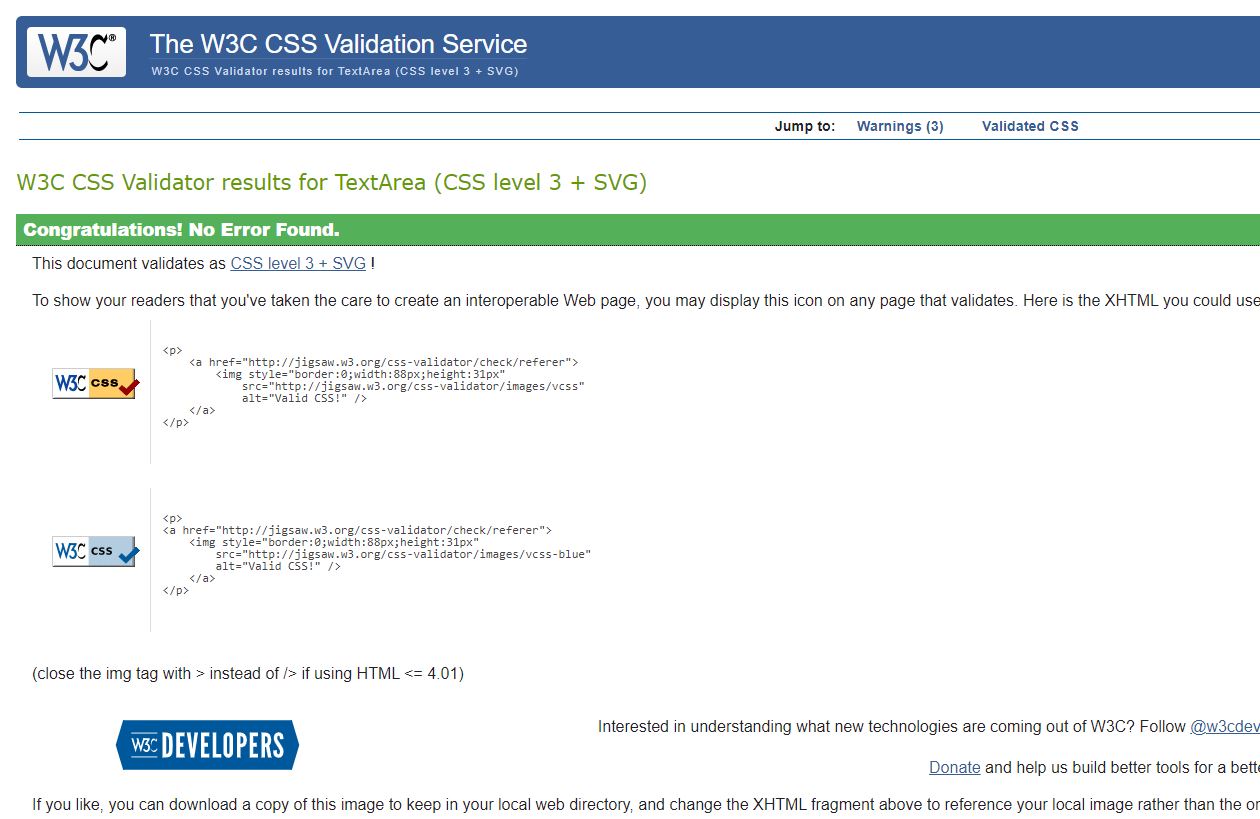 W3C®
The W3C CSS Validation Service
W3C CSS Validator results for TextArea (CSS level 3 + SVG)
Jump to: Warnings (3) Validated CSS
W3C CSS Validator results for TextArea (CSS level 3 + SVG)
Congratulations! No Error Found.
This document validates as CSS level 3 + SVG !
To show your readers that you've taken the care to create an interoperable Web page, you may display this icon on any page that validates. Here is the XHTML you could use
<p>
<a href="http://jigsaw.w3.org/css-validator/check/referer">
<img style="border:0;width:88px;height:31px"
W3C css
src="http://jigsaw.w3.org/css-validator/images/vcss"
alt="Valid CSS!" />
</a>
</p>
<p>
<a href="http://jigsaw.w3.org/css-validator/check/referer">
<img style="border:0;width:88px;height:31px"
W3C css
src="http://jigsaw.w3.org/css-validator/images/vcss-blue"
alt="Valid CSS!" />
</a>
</p>
(close the img tag with > instead of /> if using HTML <= 4.01)
W3C DEVELOPERS
Interested in understanding what new technologies are coming out of W3C? Follow @w3cdev
Donate and help us build better tools for a bette
If you like, you can download a copy of this image to keep in your local web directory, and change the XHTML fragment above to reference your local image rather than the or